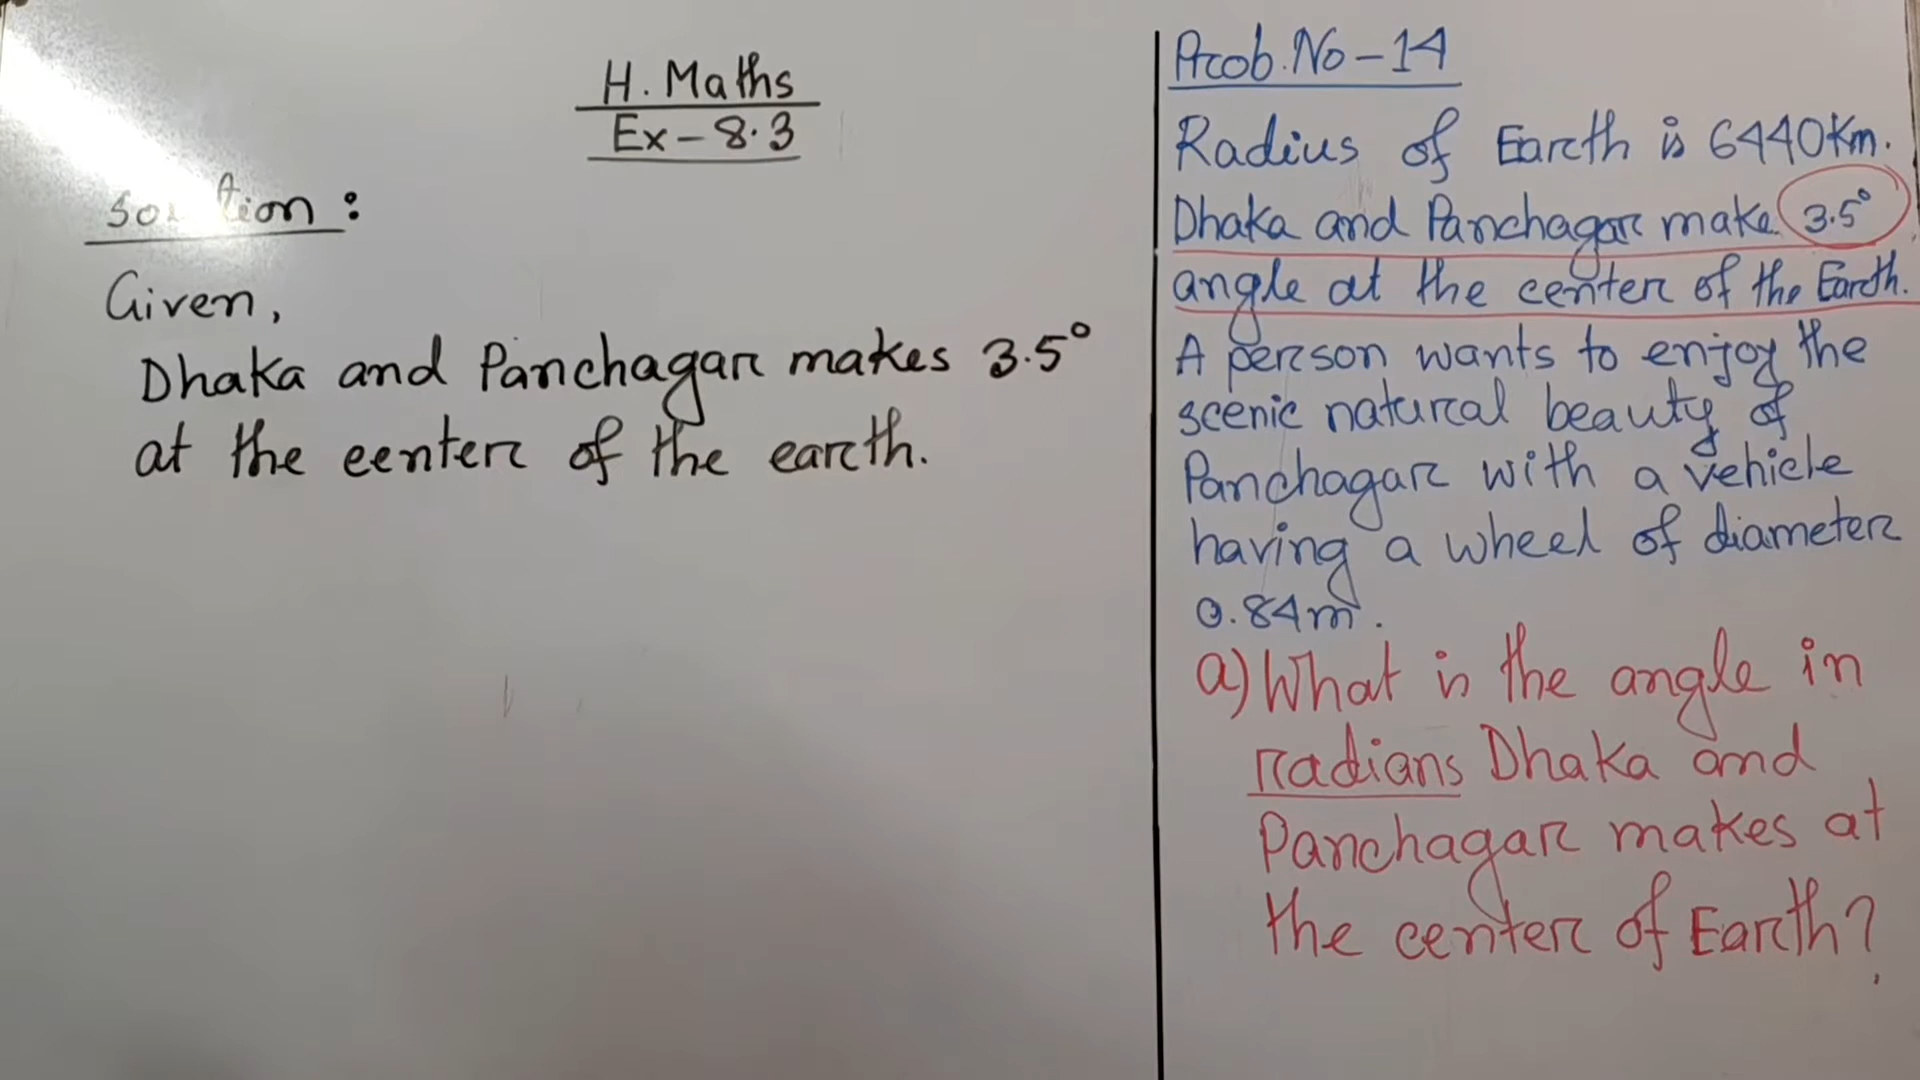 H. Maths
Ex-8.3
Solution:
Given,
Dhaka and Panchagar makes 3.5°
at the center of the earth.
Prob. No-14
Radius of Earth is 6440Km.
Dhaka and Panchagar make 3.5°
angle at the center of the Earth.
A person wants to enjoy the
scenic natural beauty of
Panchagar with a vehicle
having a wheel of diameter
0.84m.
a) What is the angle in
radians Dhaka and
Panchagar makes at
the center of Earth?